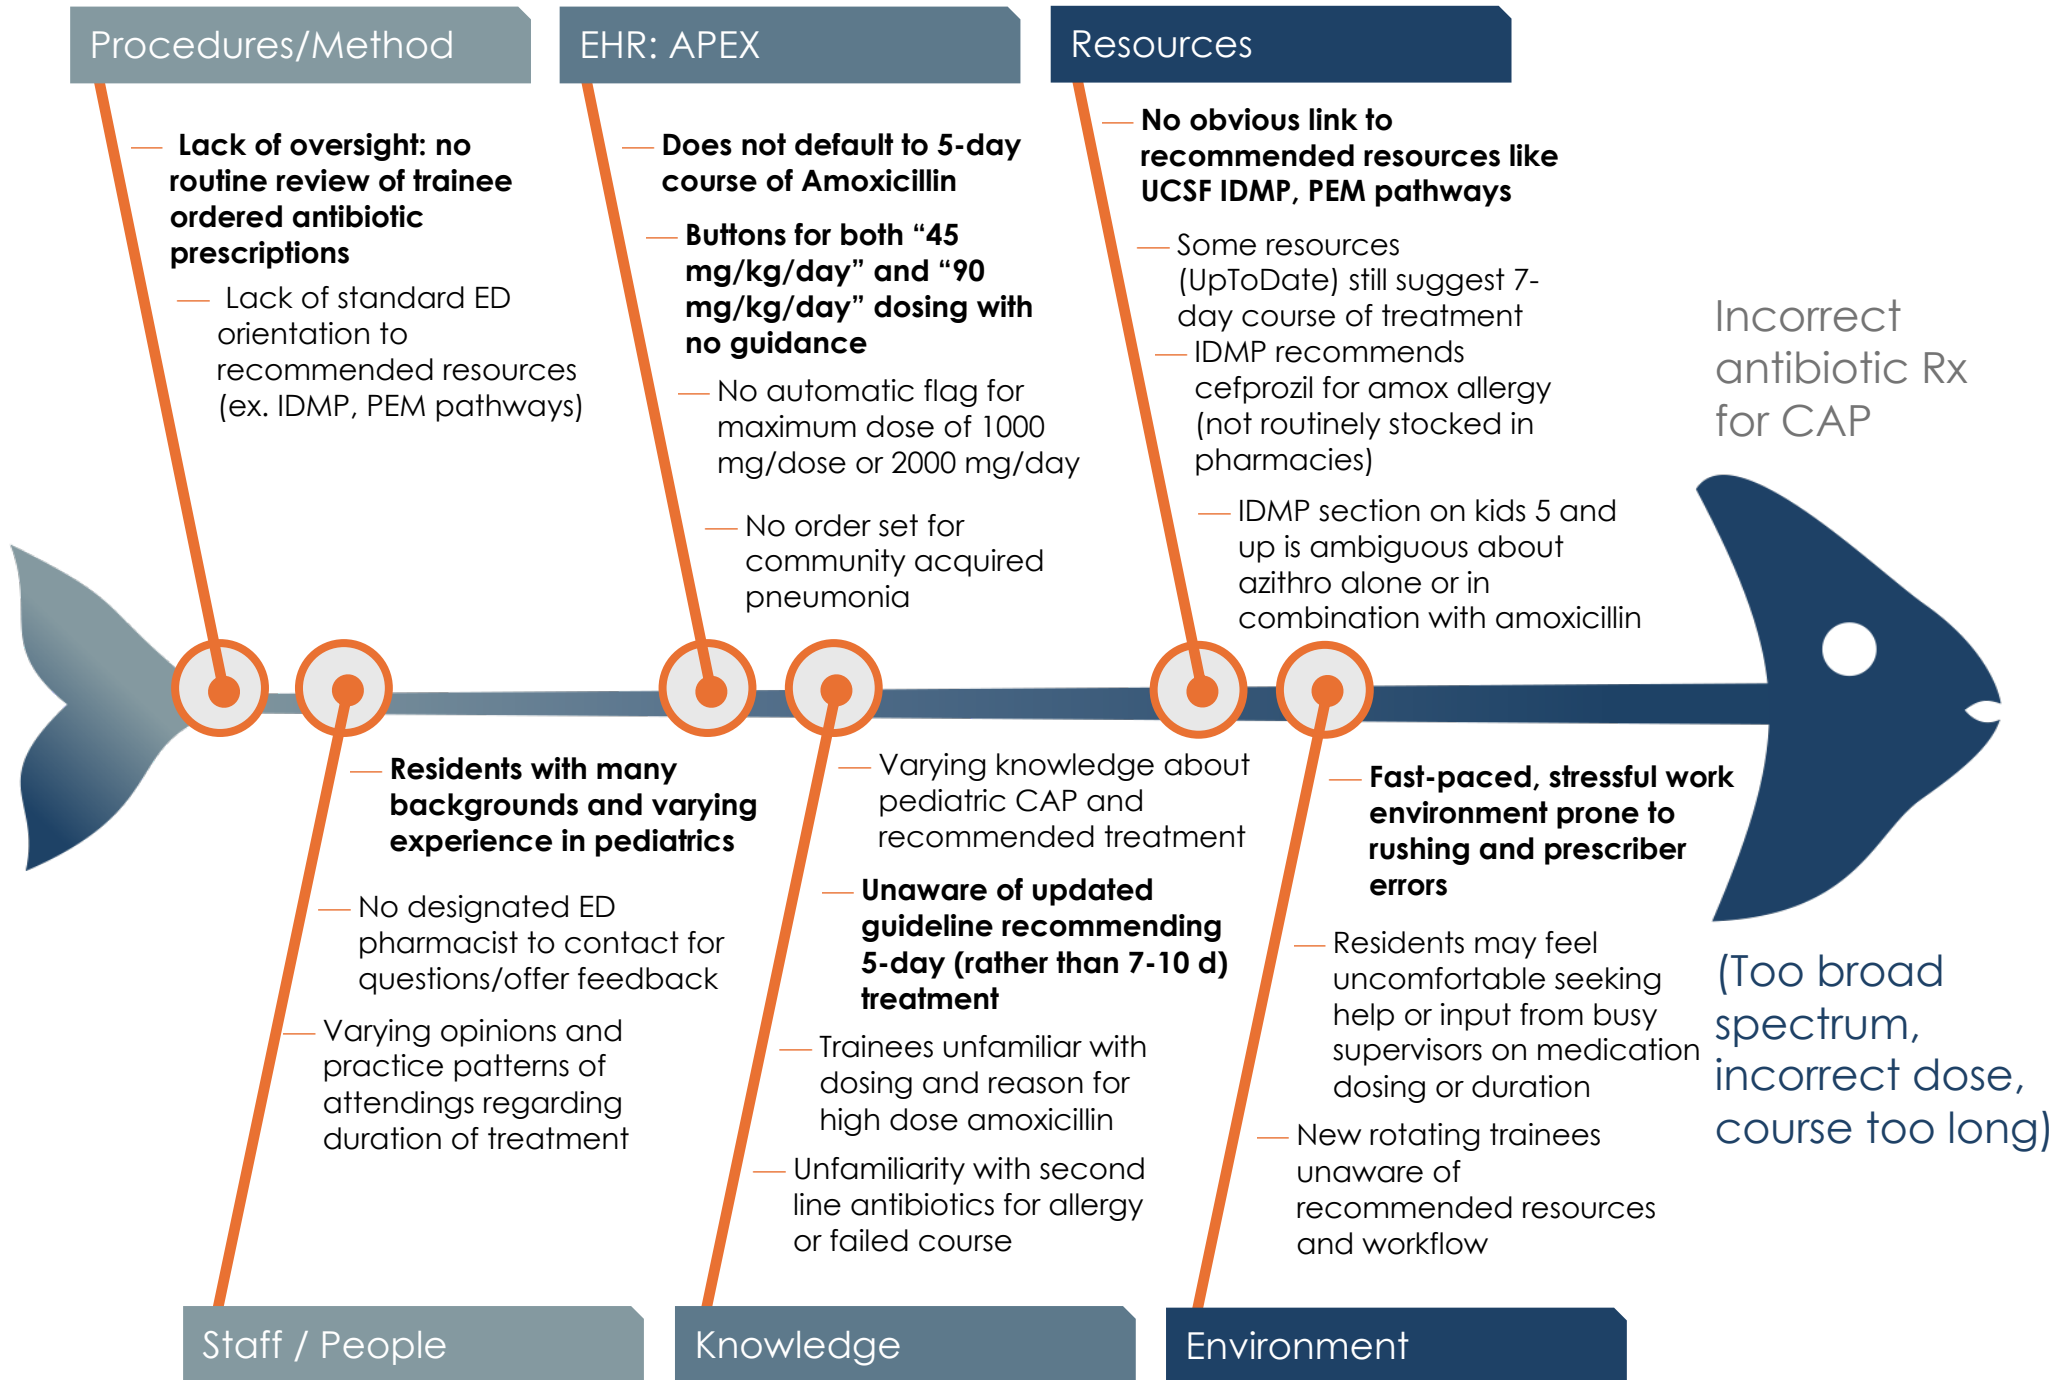 Procedures/Method
Lack of oversight: no
routine review of trainee
ordered antibiotic
prescriptions
Lack of standard ED
orientation to
recommended resources
(ex. IDMP, PEM pathways)
EHR: APEX
Does not default to 5-day
course of Amoxicillin
Buttons for both “45
mg/kg/day” and “90
mg/kg/day” dosing with
no guidance
No automatic flag for
maximum dose of 1000
mg/dose or 2000 mg/day
No order set for
community acquired
pneumonia
Resources
No obvious link to
recommended resources like
UCSF IDMP, PEM pathways
Some resources
(UpToDate) still suggest 7-
day course of treatment
IDMP recommends
cefprozil for amox allergy
(not routinely stocked in
pharmacies)
IDMP section on kids 5 and
up is ambiguous about
azithro alone or in
combination with amoxicillin
Incorrect
antibiotic Rx
for CAP
(Too broad
spectrum,
incorrect dose,
course too long)
Residents with many
backgrounds and varying
experience in pediatrics
No designated ED
pharmacist to contact for
questions/offer feedback
Varying opinions and
practice patterns of
attendings regarding
duration of treatment
Staff / People
Varying knowledge about
pediatric CAP and
recommended treatment
Unaware of updated
guideline recommending
5-day (rather than 7-10 d)
treatment
Trainees unfamiliar with
dosing and reason for
high dose amoxicillin
Unfamiliarity with second
line antibiotics for allergy
or failed course
Knowledge
Fast-paced, stressful work
environment prone to
rushing and prescriber
errors
Residents may feel
uncomfortable seeking
help or input from busy
supervisors on medication
dosing or duration
New rotating trainees
unaware of
recommended resources
and workflow
Environment